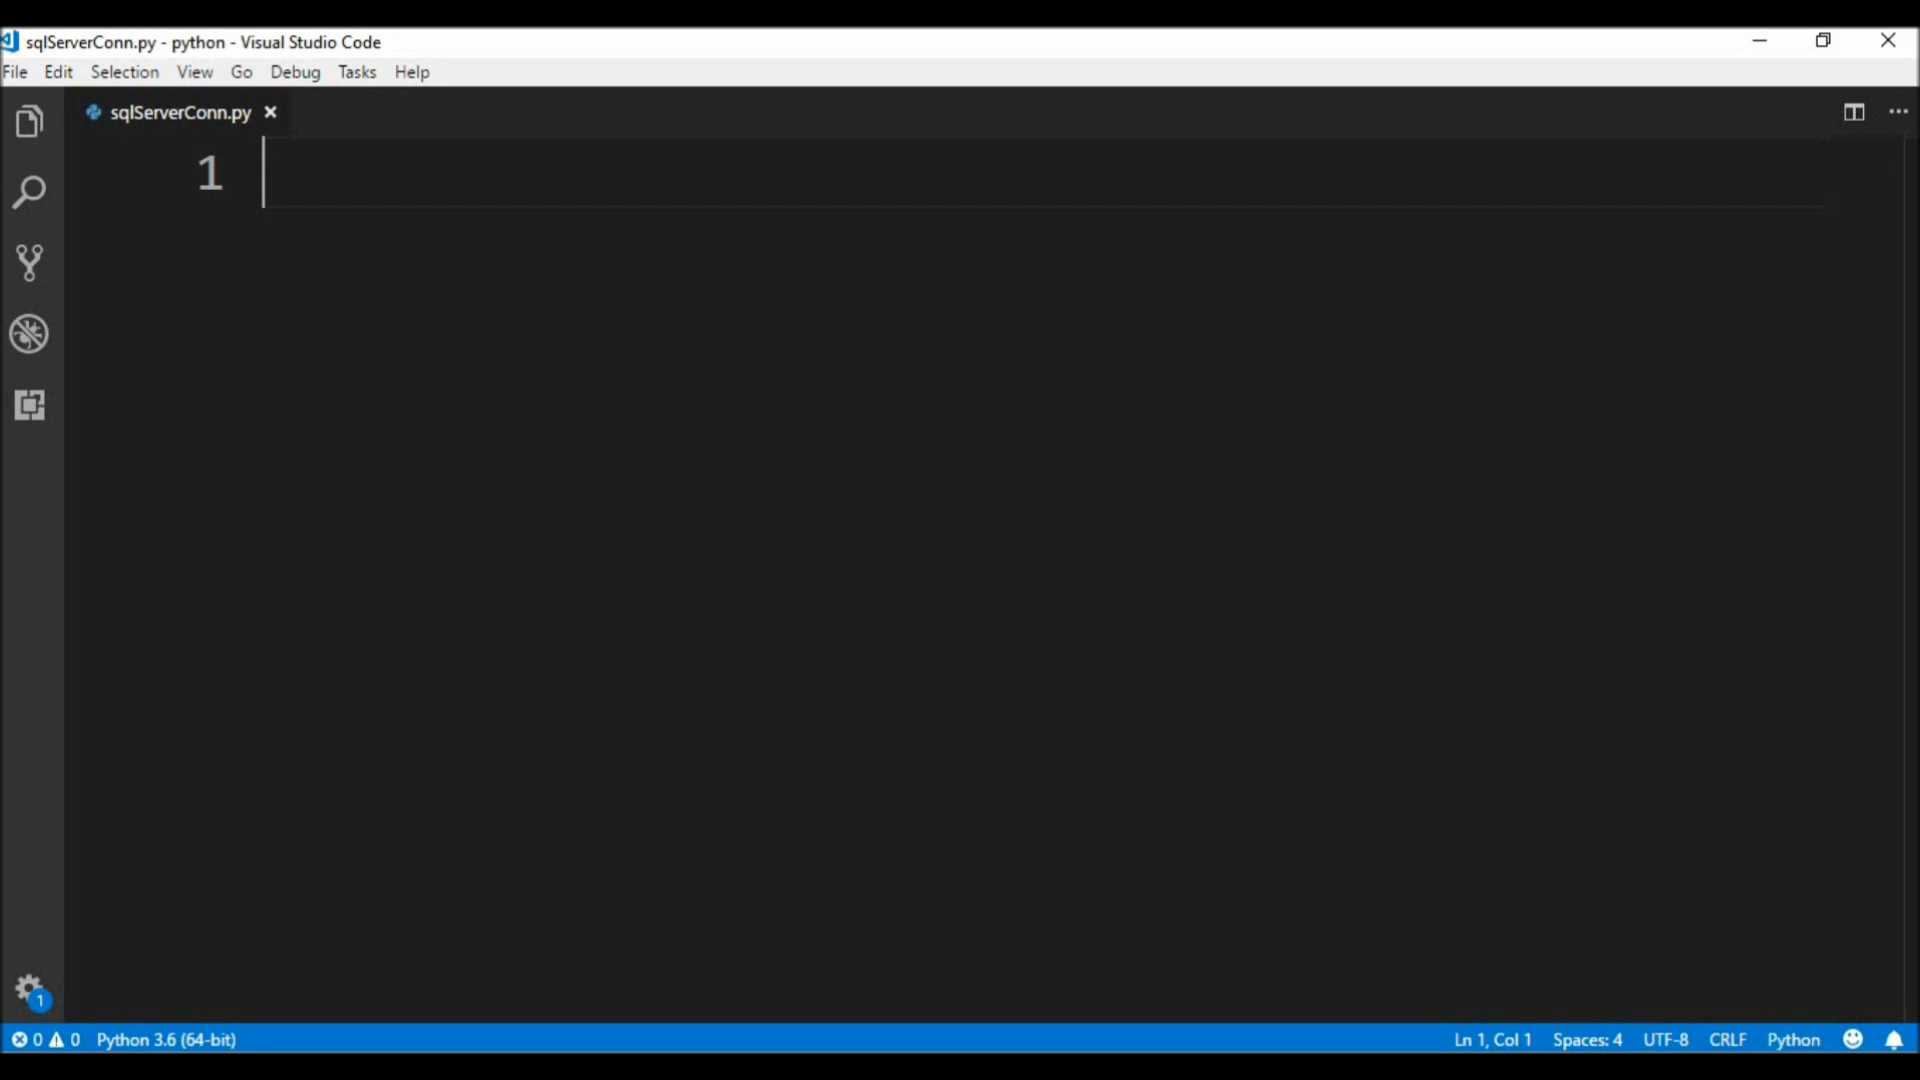 sqlServerConn.py - python - Visual Studio Code
File Edit Selection View Go Debug Tasks Help
sqlServerConn.py
1
1
0 0 Python 3.6 (64-bit) Ln 1, Col 1 Spaces: 4 UTF-8 CRLF Python